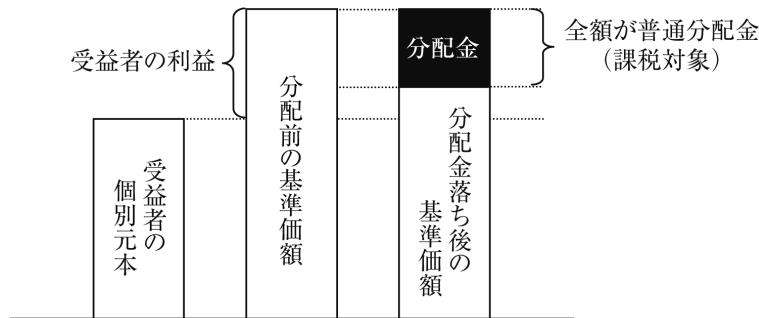 受益者の利益
分配金
全額が普通分配金
(課税対象)
受益者の
個別元本
分配前の基準価額
分配金落ち後の
基準価額